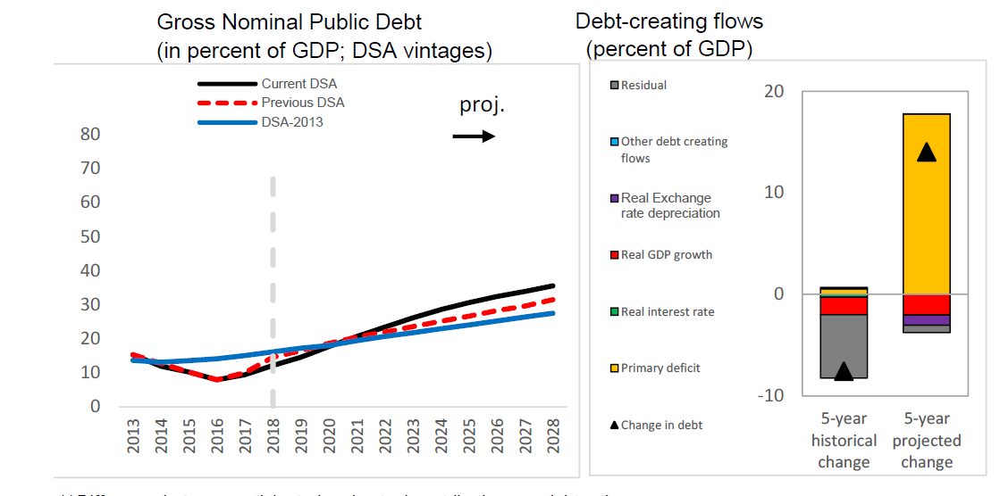 Gross Nominal Public Debt
(in percent of GDP; DSA vintages)
Current DSA
Previous DSA
DSA-2013
proj.
80
70
60
50
40
30
20
10
0
2013
2014
2015
2016
2017
2018
2019
2020
2021
2022
2023
2024
2025
2026
2027
2028
Debt-creating flows
(percent of GDP)
Residual
Other debt creating
flows
Real Exchange
rate depreciation
Real GDP growth
Real interest rate
Primary deficit
Change in debt
20
10
0
-10
5-year
historical
change
5-year
projected
change